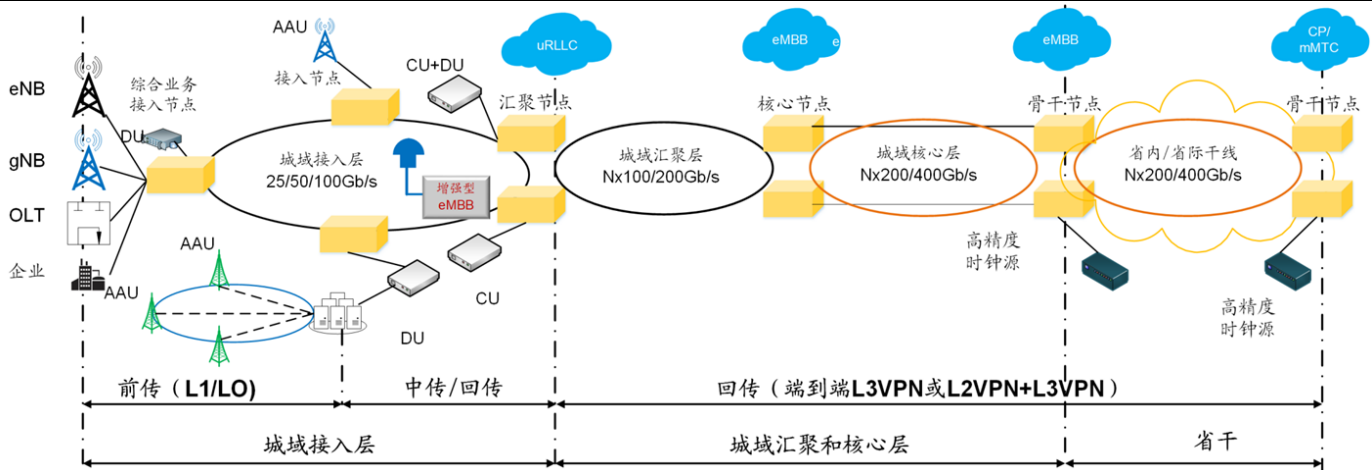 AAU
uRLLC
eMBB
e
eMBB
CP/
mMTC
eNB
综合业务
接入节点
接入节点
CU+DU
汇聚节点
核心节点
骨干节点
骨干节点
DU
gNB
城域接入层
25/50/100Gb/s
城域汇聚层
Nx100/200Gb/s
城域核心层
Nx200/400Gb/s
省内/省际干线
Nx200/400Gb/s
增强型
eMBB
OLT
AAU
高精度
时钟源
企业
AAU
CU
高精度
时钟源
DU
前传（L1/LO)
中传/回传
回传（端到端L3VPN或L2VPN+L3VPN）
城域接入层
城域汇聚和核心层
省干